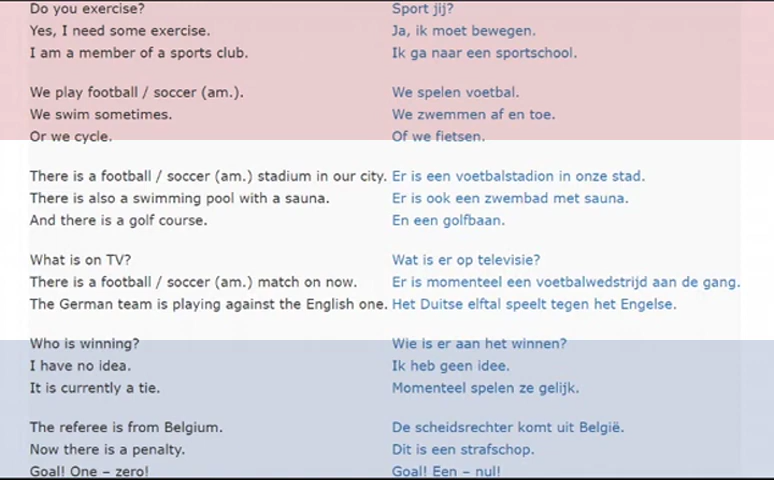 Do you exercise? Sport jij?
Yes, I need some exercise. Ja, ik moet bewegen.
I am a member of a sports club. Ik ga naar een sportschool.
We play football / soccer (am.). We spelen voetbal.
We swim sometimes. We zwemmen af en toe.
Or we cycle. Of we fietsen.
There is a football / soccer (am.) stadium in our city. Er is een voetbalstadion in onze stad.
There is also a swimming pool with a sauna. Er is ook een zwembad met sauna.
And there is a golf course. En een golfbaan.
What is on TV? Wat is er op televisie?
There is a football / soccer (am.) match on now. Er is momenteel een voetbalwedstrijd aan de gang.
The German team is playing against the English one. Het Duitse elftal speelt tegen het Engelse.
Who is winning? Wie is er aan het winnen?
I have no idea. Ik heb geen idee.
It is currently a tie. Momenteel spelen ze gelijk.
The referee is from Belgium. De scheidsrechter komt uit België.
Now there is a penalty. Dit is een strafschop.
Goal! One – zero! Goal! Een – nul!